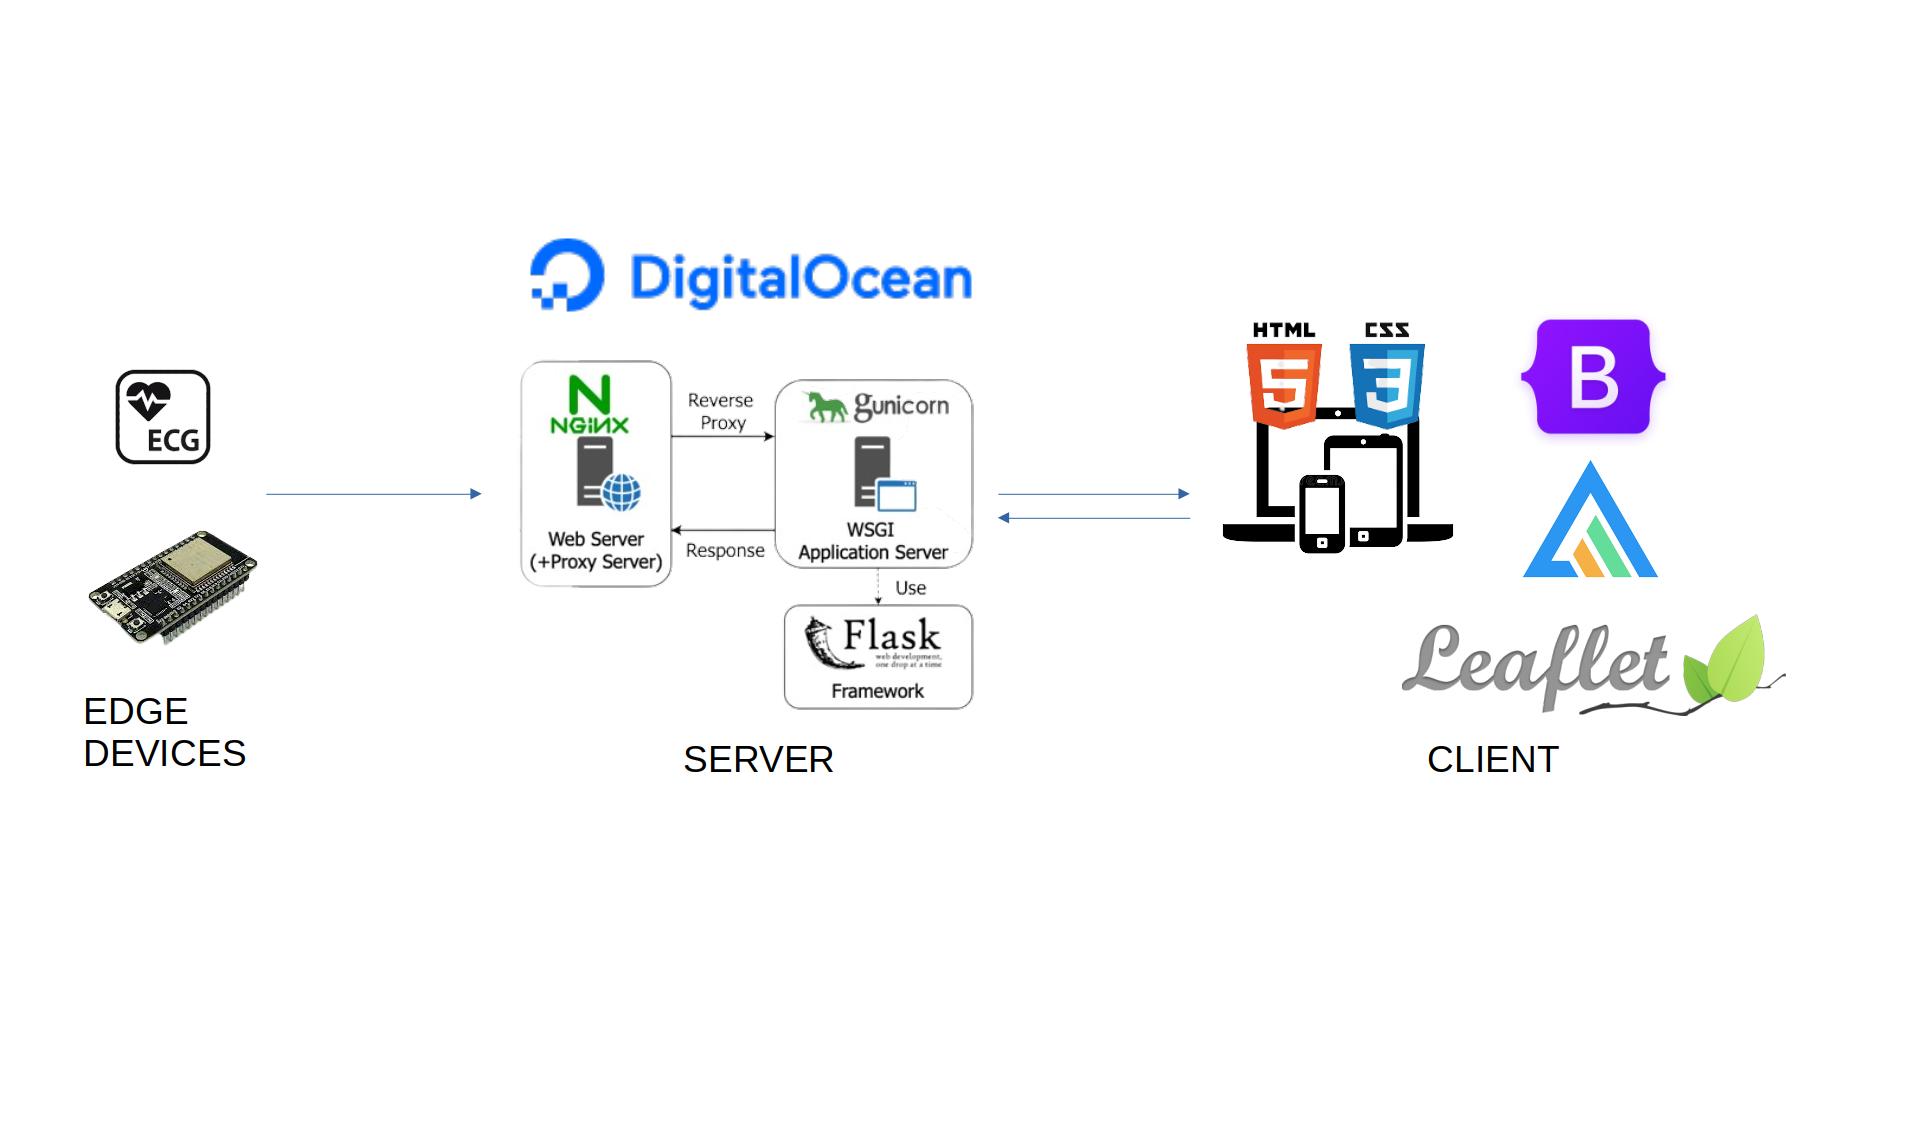 DigitalOcean
ECG
EDGE
DEVICES
NGINX
Web Server
(+Proxy Server)
Reverse
Proxy
Response
gunicorn
WSGI
Application Server
Use
Flask
web development,
one drop at a time
Framework
SERVER
HTML
CSS
5
3
B
Leaflet
CLIENT